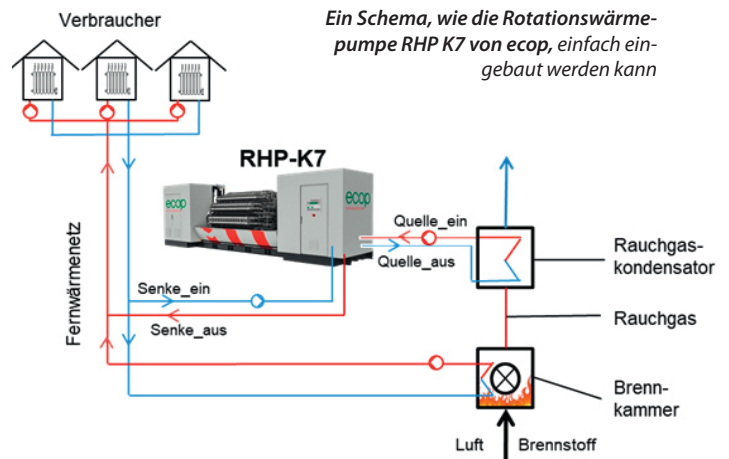 Verbraucher
Ein Schema, wie die Rotationswärme-
pumpe RHP K7 von ecop, einfach ein-
gebaut werden kann
RHP-K7
ecop
ecop
Quelle_ein
Quelle_aus
Rauchgas-
kondensator
Fernwärmenetz
Senke_ein
Senke_aus
Rauchgas
Brenn-
kammer
Luft
Brennstoff